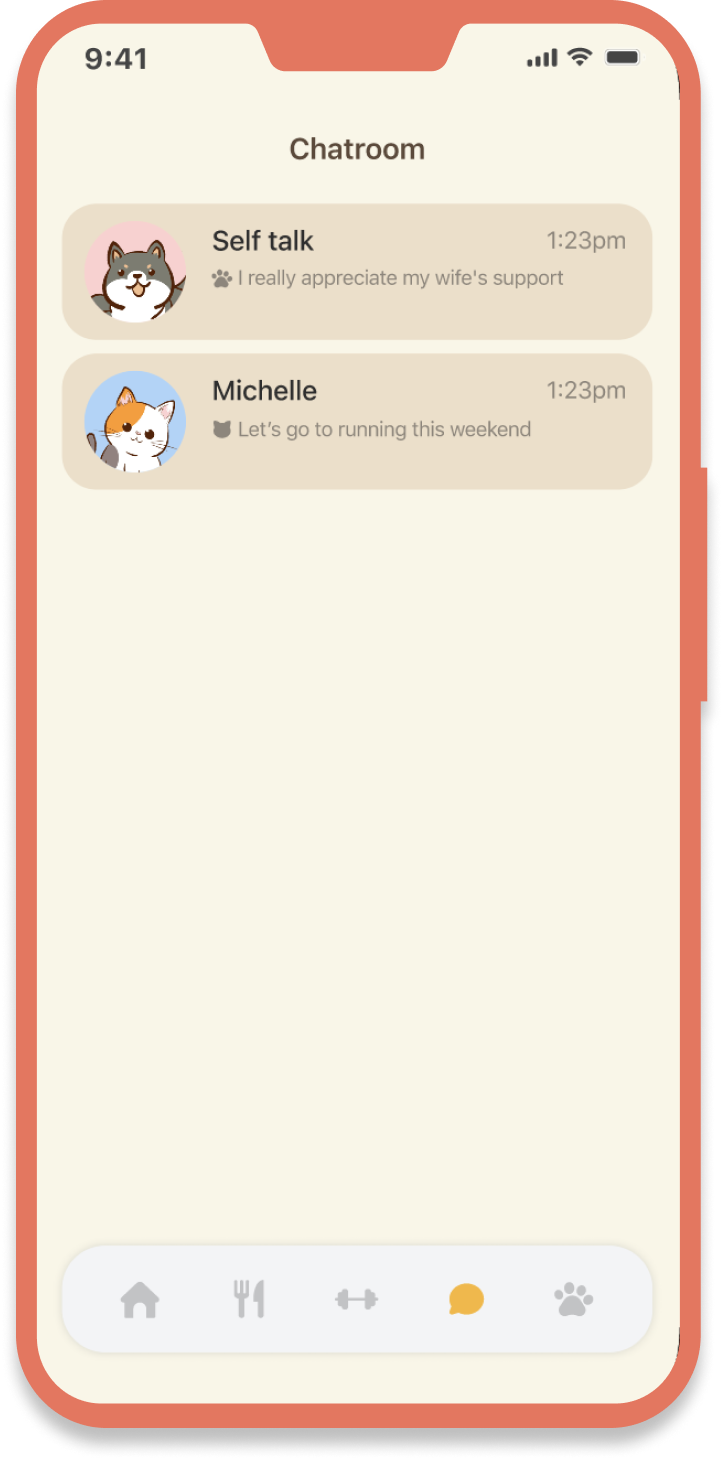 9:41
Chatroom
Self talk 1:23pm
I really appreciate my wife's support
Michelle 1:23pm
Let’s go to running this weekend